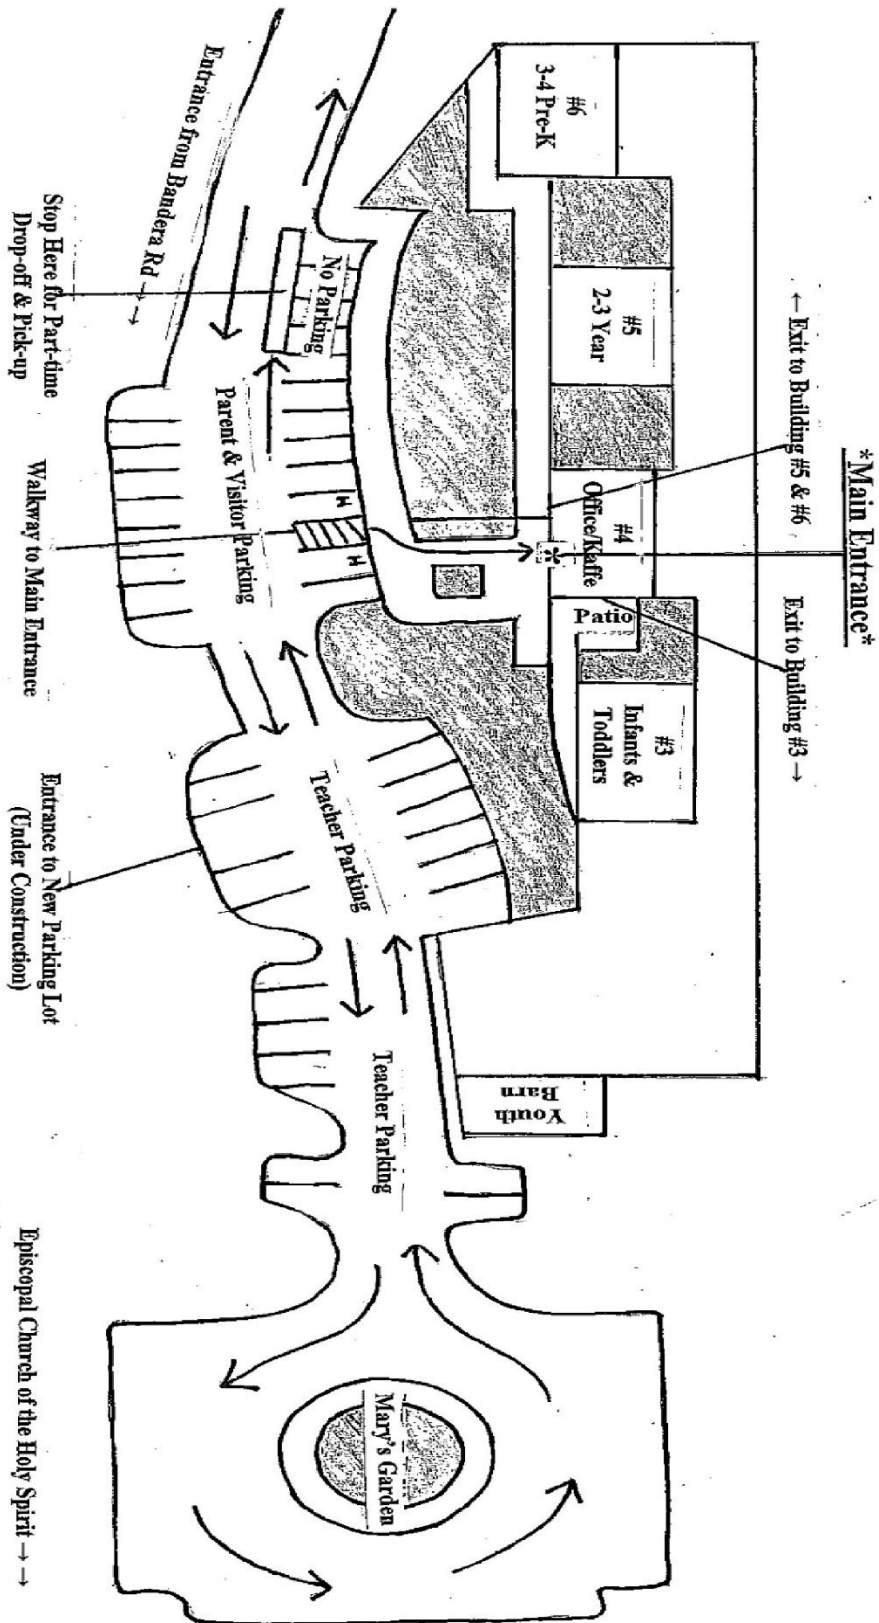 *Main Entrance*
← Exit to Building #5 & #6
Exit to Building #3 →
#6
3-4 Pre-K
#5
2-3 Year
#4
Office/Kaffe
*
Patio
#3
Infants &
Toddlers
Youth
Barn
No Parking
H
H
Parent & Visitor Parking
Teacher Parking
Teacher Parking
Mary's Garden
Entrance from Bandera Rd → →
Stop Here for Part-time
Drop-off & Pick-up
Walkway to Main Entrance
Entrance to New Parking Lot
(Under Construction)
Episcopal Church of the Holy Spirit → →